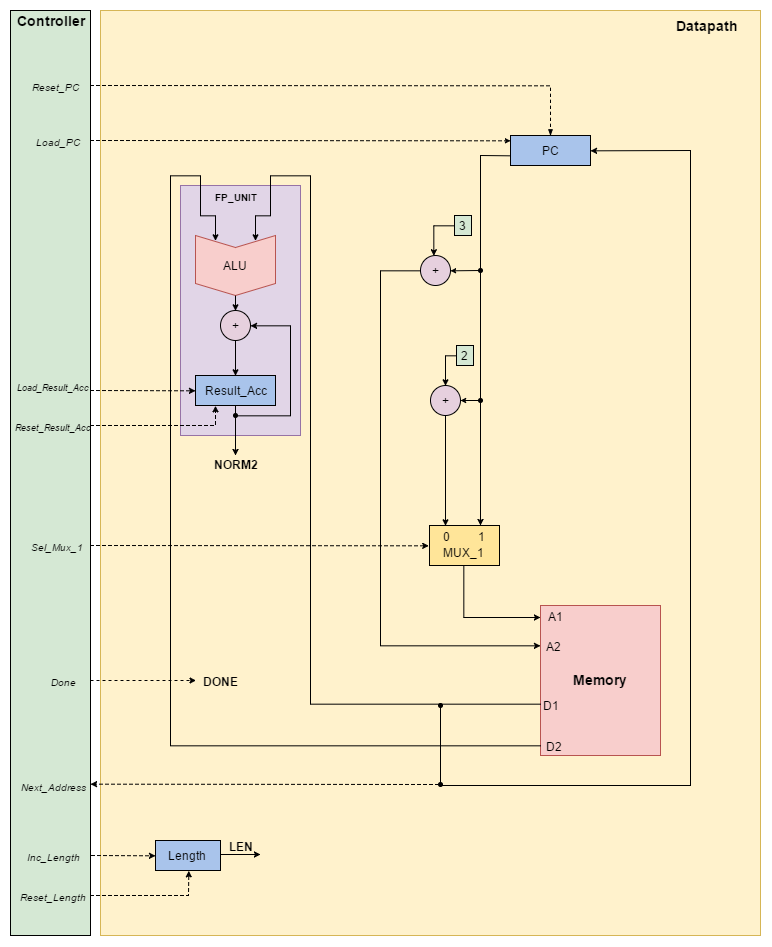 Controller
Datapath
Reset_PC
Load_PC
PC
FP_UNIT
3
ALU
+
+
2
Load_Result_Acc
Result_Acc
+
Reset_Result_Acc
NORM2
0 1
Sel_Mux_1
MUX_1
A1
A2
Done
DONE
Memory
D1
D2
Next_Address
LEN
Inc_Length
Length
Reset_Length